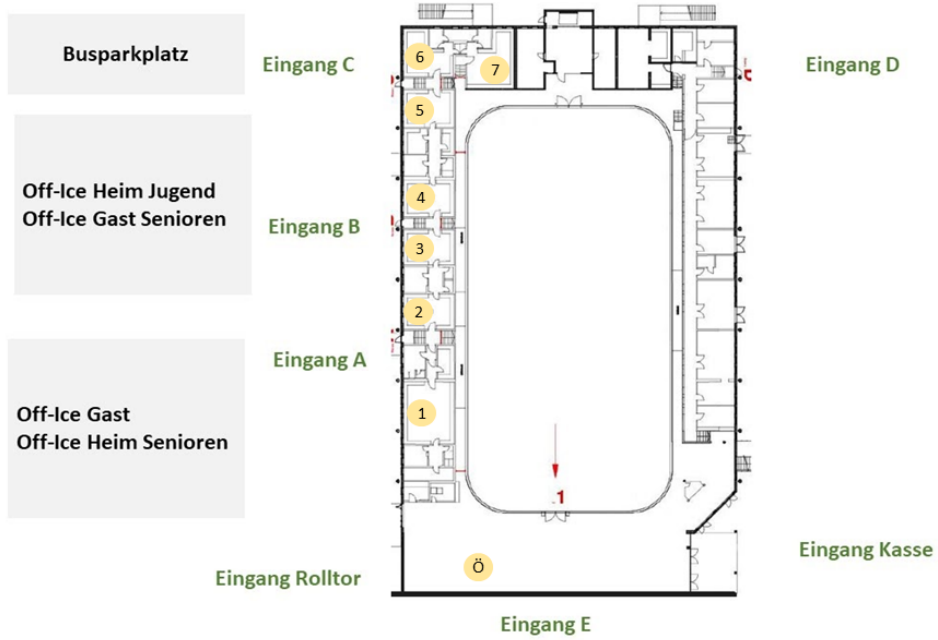 Busparkplatz
Eingang C
Eingang D
6
7
5
Off-Ice Heim Jugend
Off-Ice Gast Senioren
4
Eingang B
3
2
Eingang A
1
Off-Ice Gast
Off-Ice Heim Senioren
1
Eingang Kasse
Ö
Eingang Rolltor
Eingang E